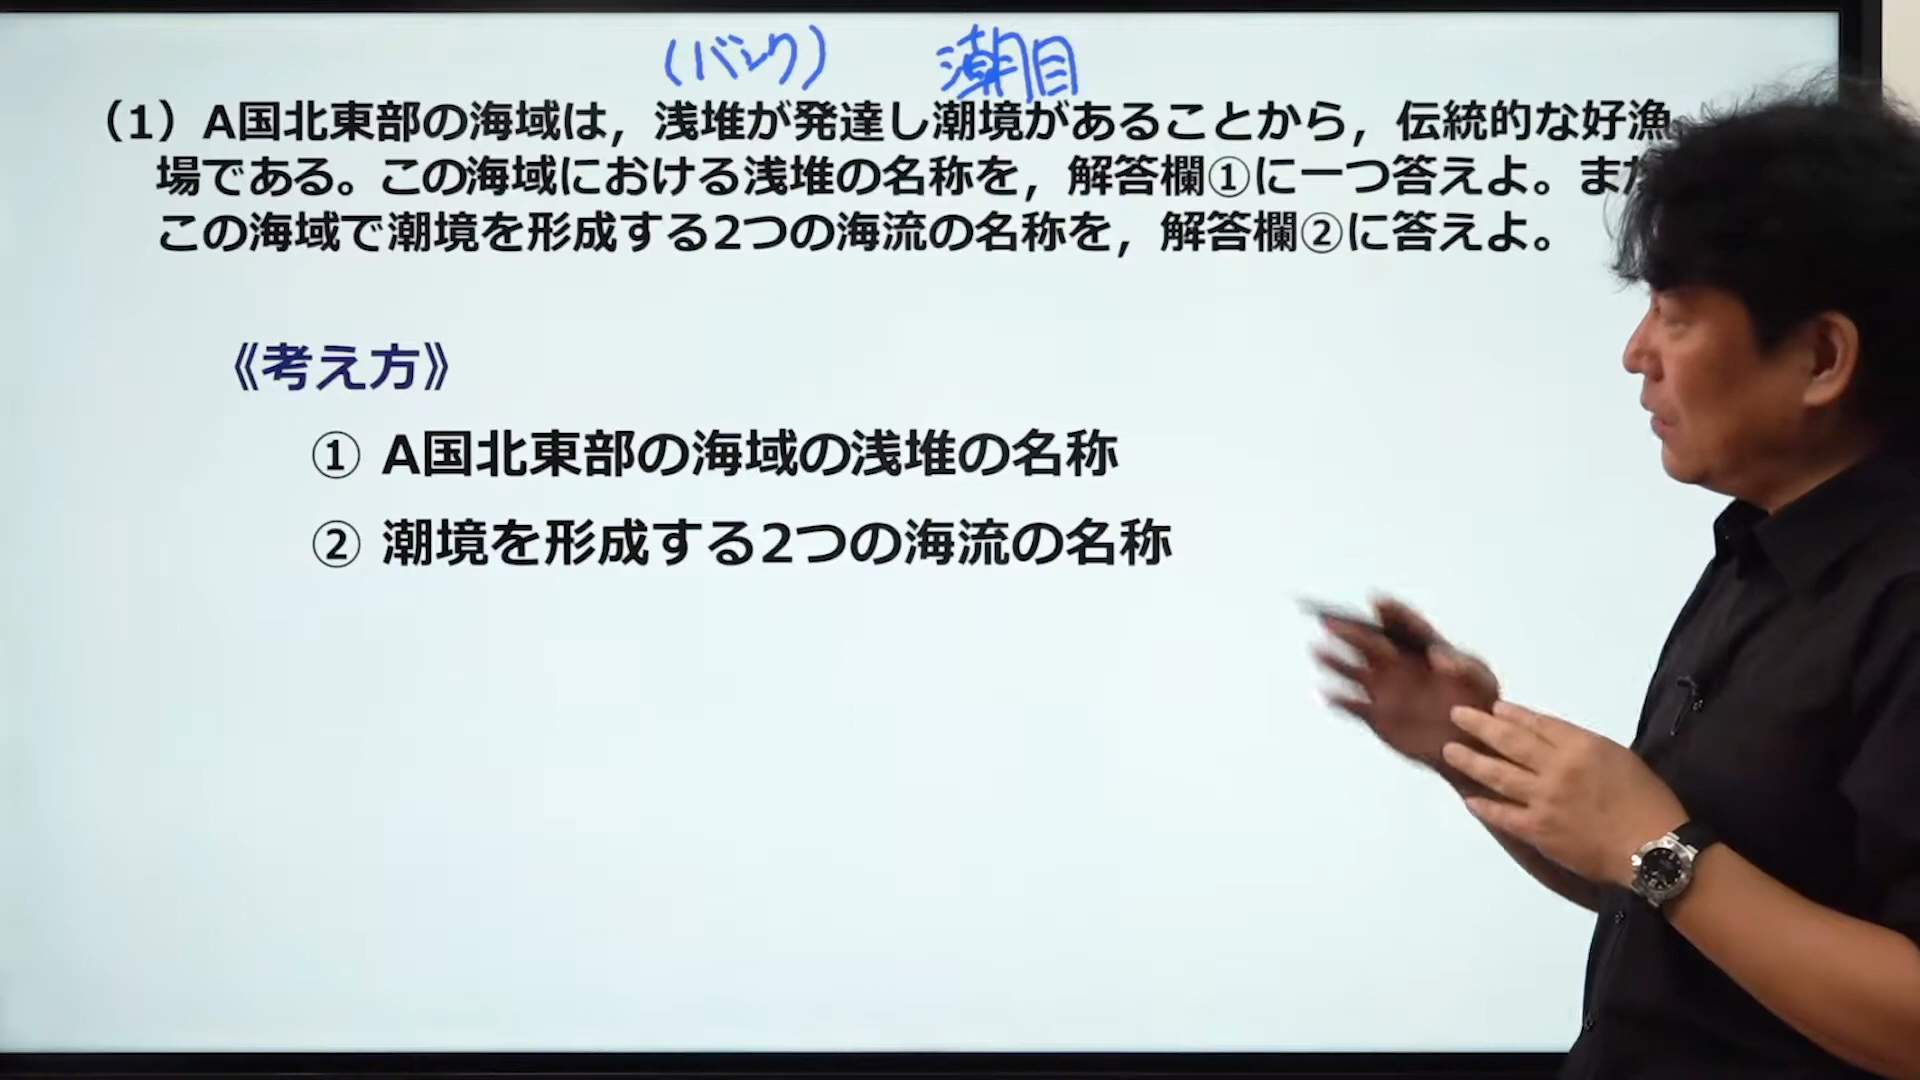 (バンク) 潮目
（1）A国北東部の海域は，浅堆が発達し潮境があることから，伝統的な好漁
場である。この海域における浅堆の名称を，解答欄①に一つ答えよ。また
この海域で潮境を形成する2つの海流の名称を，解答欄②に答えよ。
《考え方》
① A国北東部の海域の浅堆の名称
② 潮境を形成する2つの海流の名称